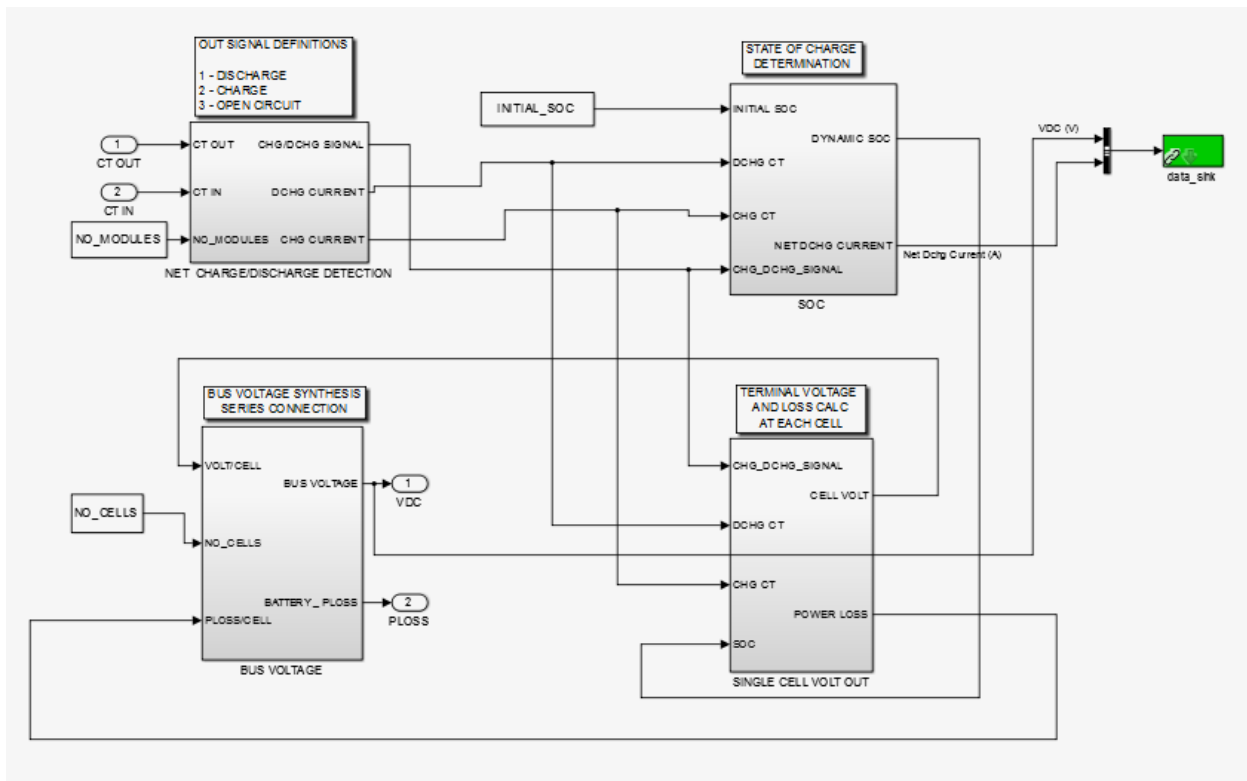 OUT SIGNAL DEFINITIONS
1 - DISCHARGE
2 - CHARGE
3 - OPEN CIRCUIT
1
CT OUT
2
CT IN
NO_MODULES
CT OUT
CHG/DCHG SIGNAL
CT IN
DCHG CURRENT
NO_MODULES
CHG CURRENT
NET CHARGE/DISCHARGE DETECTION
INITIAL_SOC
STATE OF CHARGE
DETERMNATION
INITIAL SOC
DYNAMIC SOC
DCHG CT
CHG CT
NET DCHG CURRENT
CHG_DCHG_SIGNAL
SOC
VDC (V)
Net Dchg Current (A)
data_sink
BUS VOLTAGE SYNTHESIS
SERIES CONNECTION
VOLT/CELL
BUS VOLTAGE
NO_CELLS
NO_CELLS
BATTERY_ PLOSS
PLOSS/CELL
BUS VOLTAGE
1
VDC
2
PLOSS
TERMINAL VOLTAGE
AND LOSS CALC
AT EACH CELL
CHG_DCHG_SIGNAL
CELL VOLT
DCHG CT
CHG CT
POWER LOSS
SOC
SINGLE CELL VOLT OUT